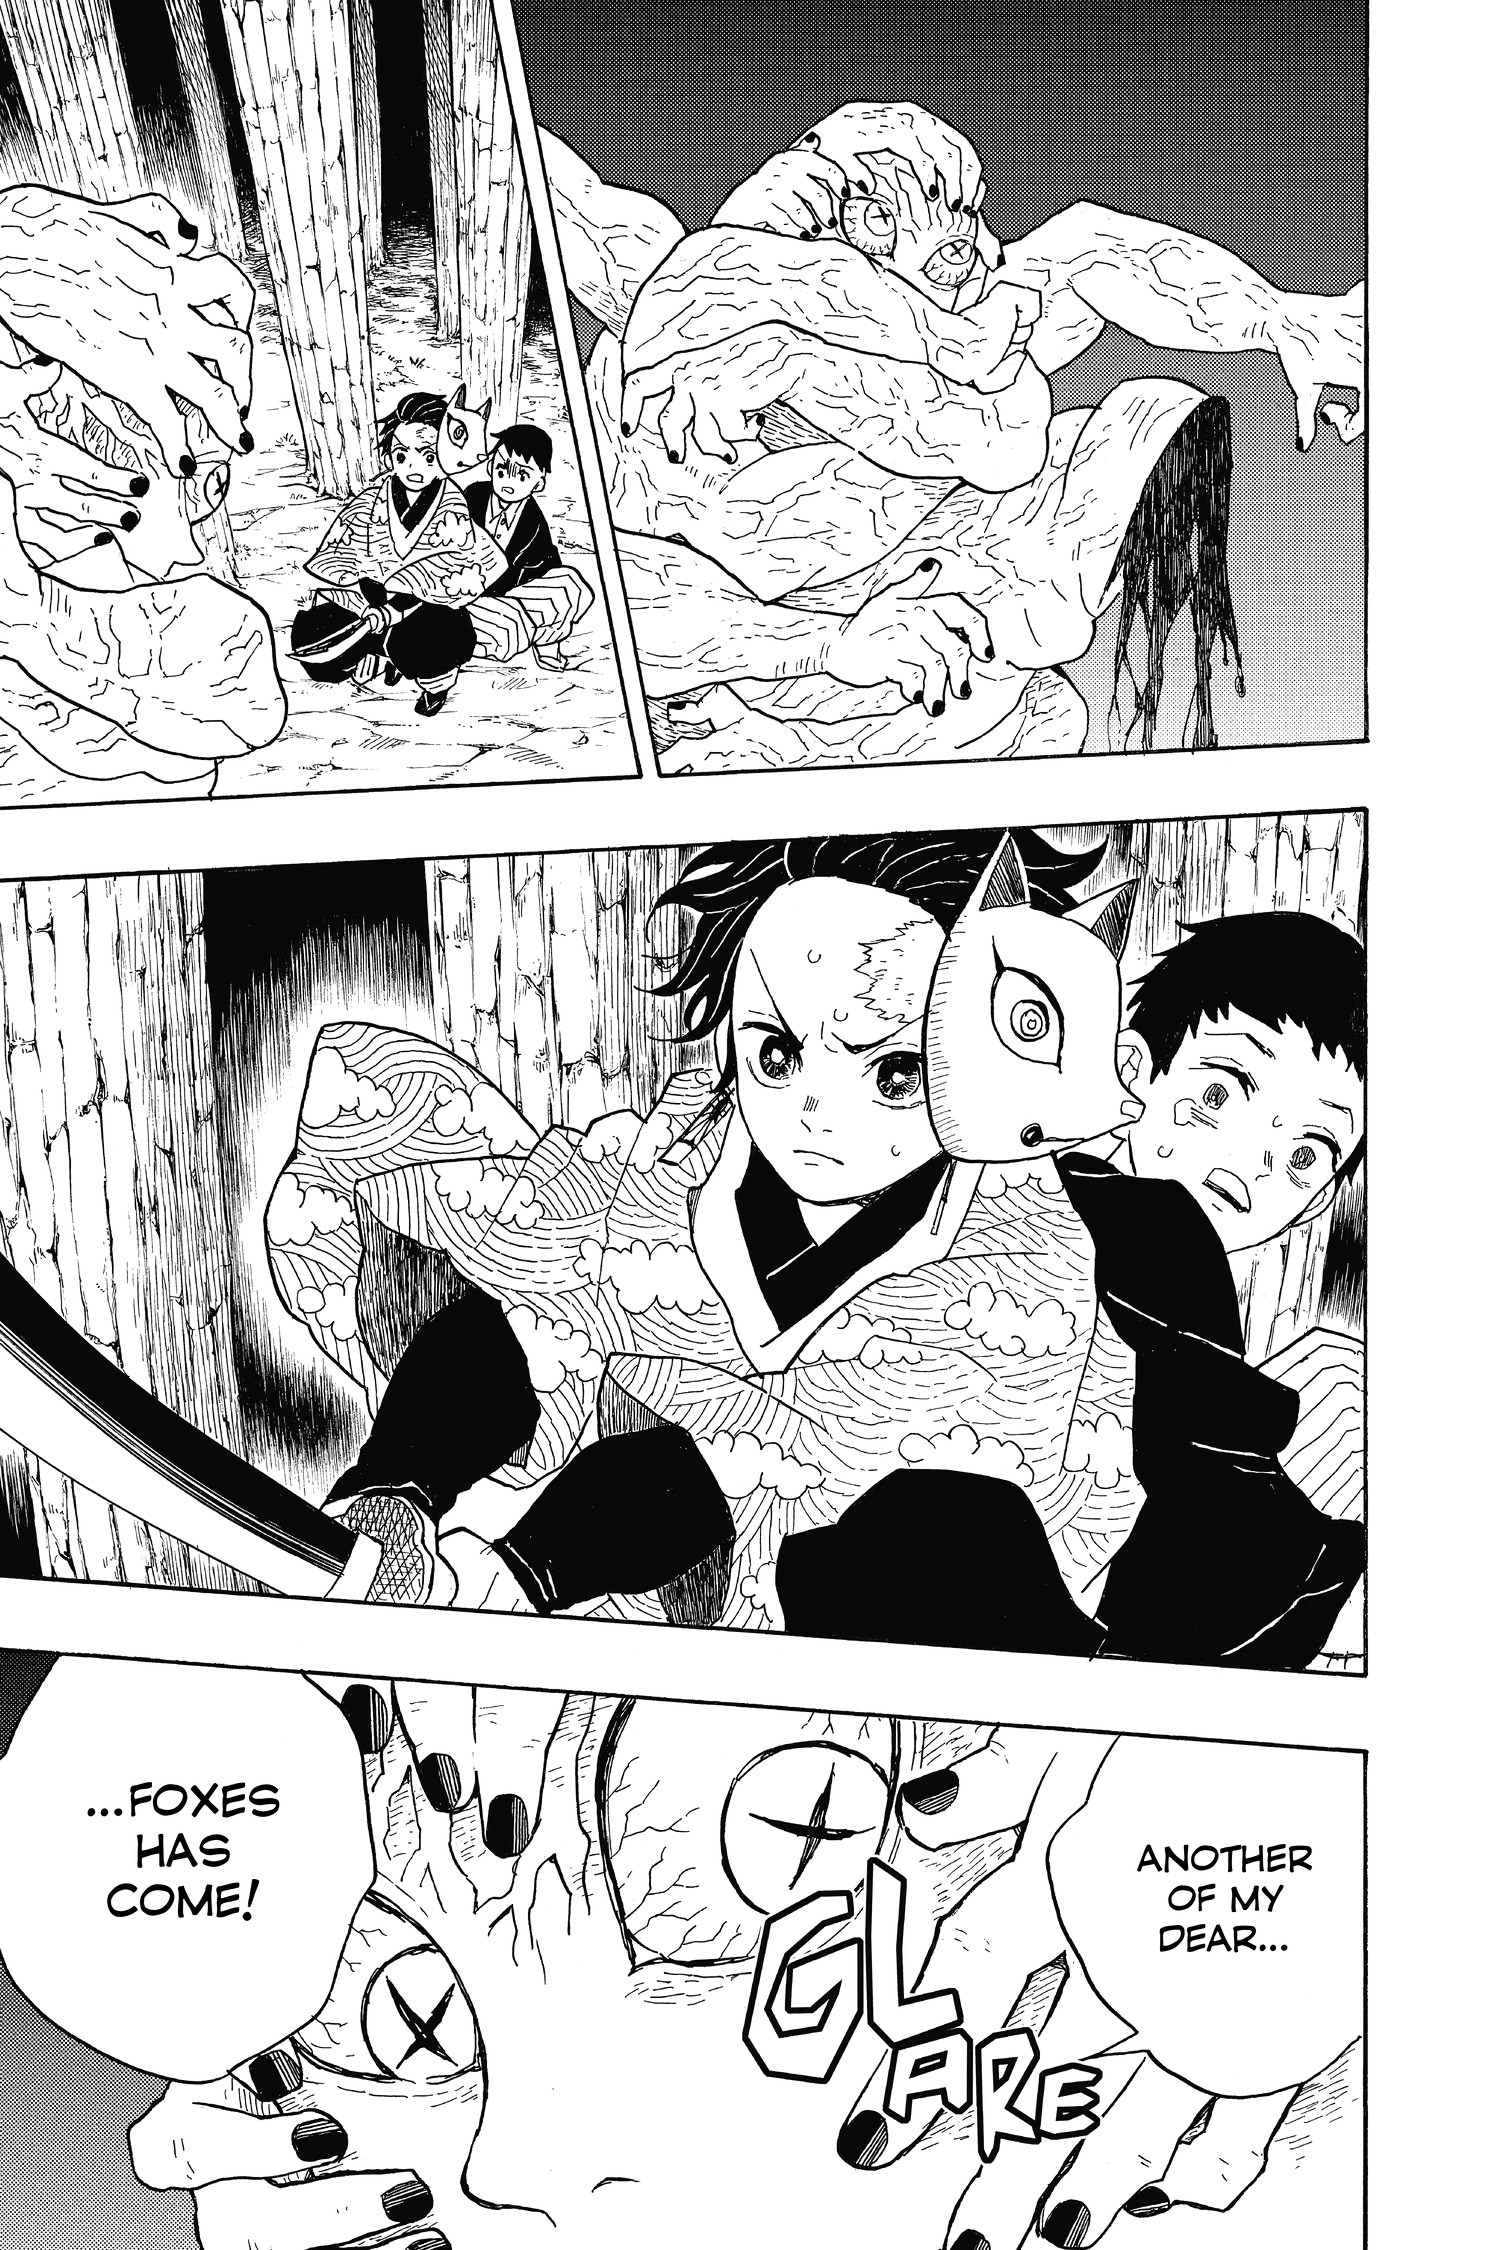 ANOTHER
OF MY
DEAR...
GLARE
...FOXES
HAS
COME!